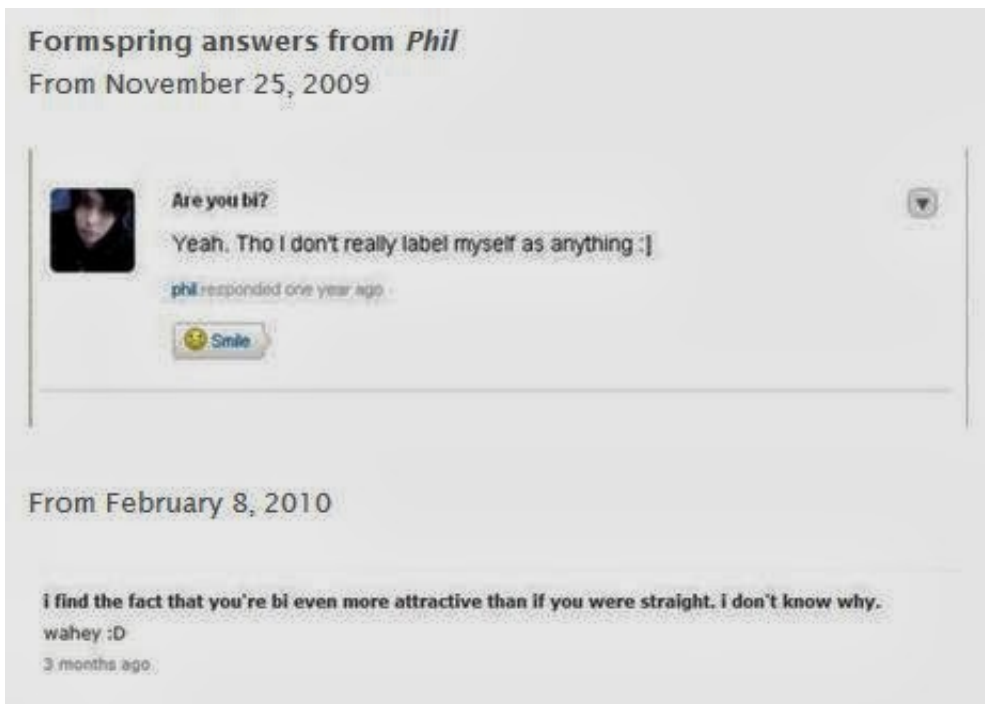 Formspring answers from Phil
From November 25, 2009
Are you bi?
Yeah. Tho I don't really label myself as anything :]
phil responded one year ago
Smile
From February 8, 2010
i find the fact that you're bi even more attractive than if you were straight. i don't know why.
wahey :D
3 months ago